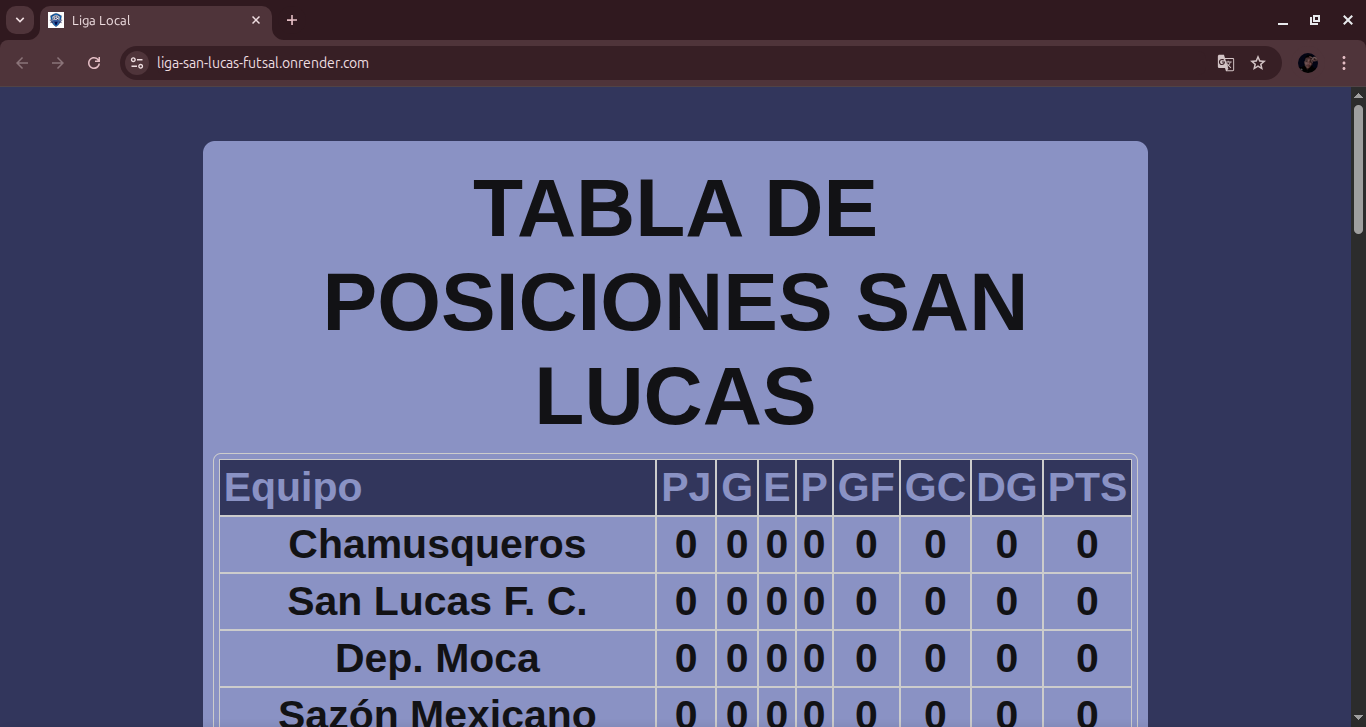 Liga Local
liga-san-lucas-futsal.onrender.com
TABLA DE
POSICIONES SAN
LUCAS
Equipo PJ G E P GF GC DG PTS
Chamusqueros 0 0 0 0 0 0 0 0
San Lucas F. C. 0 0 0 0 0 0 0 0
Dep. Moca 0 0 0 0 0 0 0 0
Sazón Mexicano 0 0 0 0 0 0 0 0